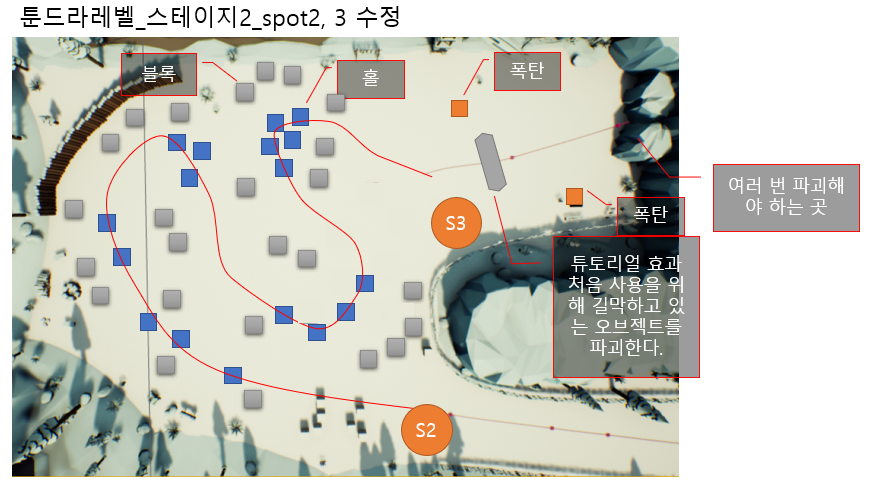 툰드라레벨_스테이지2_spot2, 3 수정
블록
홀
폭탄
여러 번 파괴해
야 하는 곳
폭탄
S3
튜토리얼 효과
처음 사용을 위
해 길막하고 있
는 오브젝트를
파괴한다.
S2